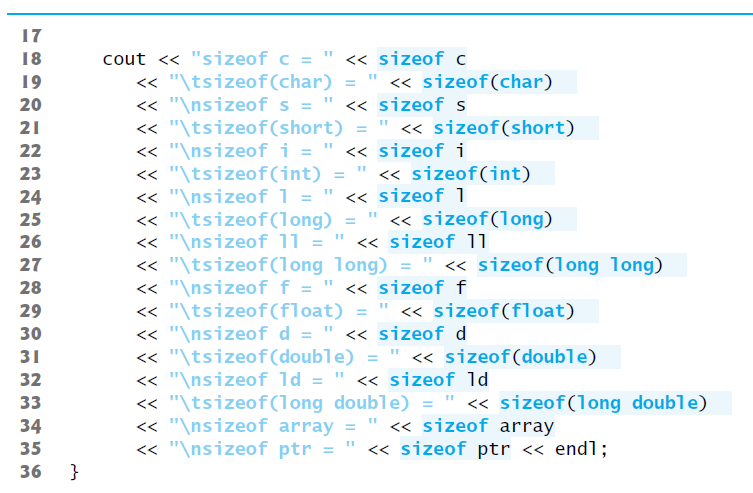 17
18 cout << "sizeof c = " << sizeof c
19 << "\tsizeof(char) = " << sizeof(char)
20 << "\nsizeof s = " << sizeof s
21 << "\tsizeof(short) = " << sizeof(short)
22 << "\nsizeof i = " << sizeof i
23 << "\tsizeof(int) = " << sizeof(int)
24 << "\nsizeof l = " << sizeof l
25 << "\tsizeof(long) = " << sizeof(long)
26 << "\nsizeof ll = " << sizeof ll
27 << "\tsizeof(long long) = " << sizeof(long long)
28 << "\nsizeof f = " << sizeof f
29 << "\tsizeof(float) = " << sizeof(float)
30 << "\nsizeof d = " << sizeof d
31 << "\tsizeof(double) = " << sizeof(double)
32 << "\nsizeof ld = " << sizeof ld
33 << "\tsizeof(long double) = " << sizeof(long double)
34 << "\nsizeof array = " << sizeof array
35 << "\nsizeof ptr = " << sizeof ptr << endl;
36 }